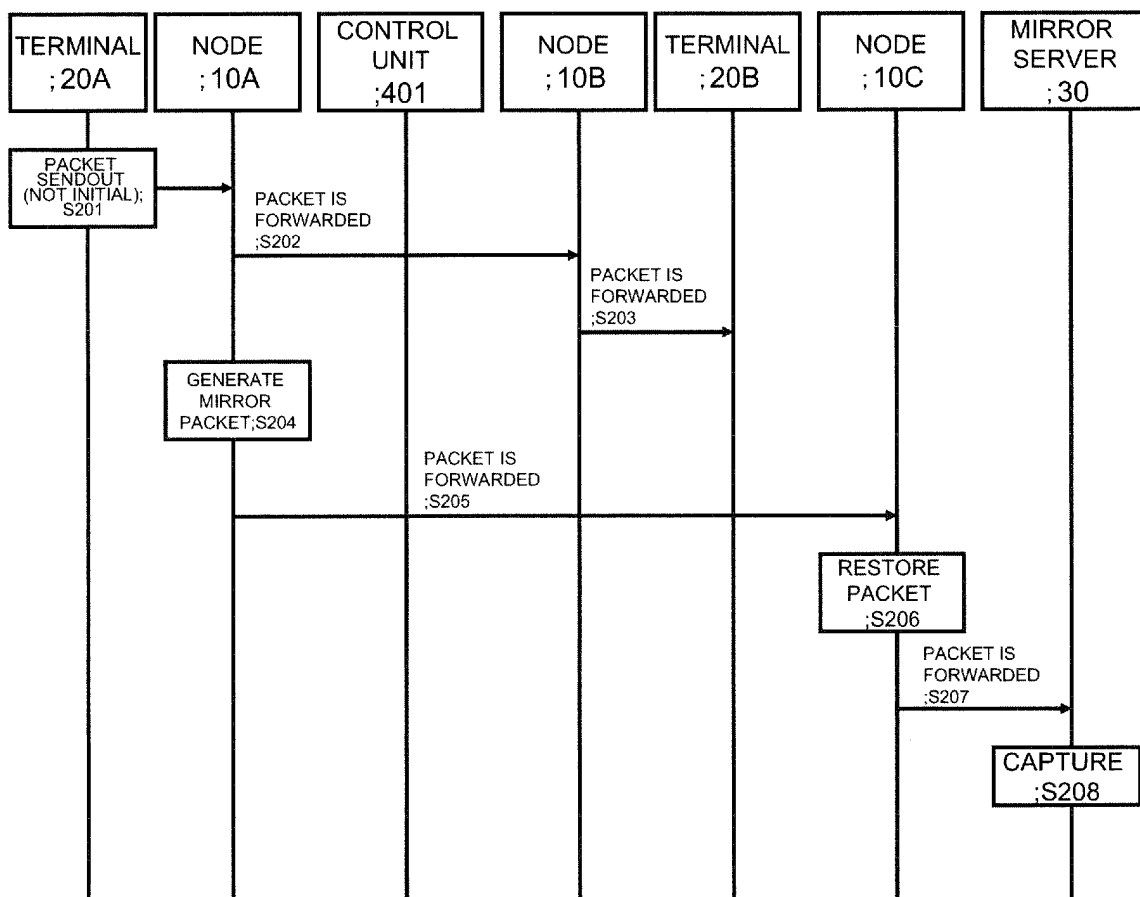 TERMINAL
;20A
NODE
;10A
CONTROL
UNIT
;401
NODE
;10B
TERMINAL
;20B
NODE
;10C
MIRROR
SERVER
;30
PACKET
SENDOUT
(NOT INITIAL);
S201
PACKET IS
FORWARDED
;S202
PACKET IS
FORWARDED
;S203
GENERATE
MIRROR
PACKET;S204
PACKET IS
FORWARDED
;S205
RESTORE
PACKET
;S206
PACKET IS
FORWARDED
;S207
CAPTURE
;S208